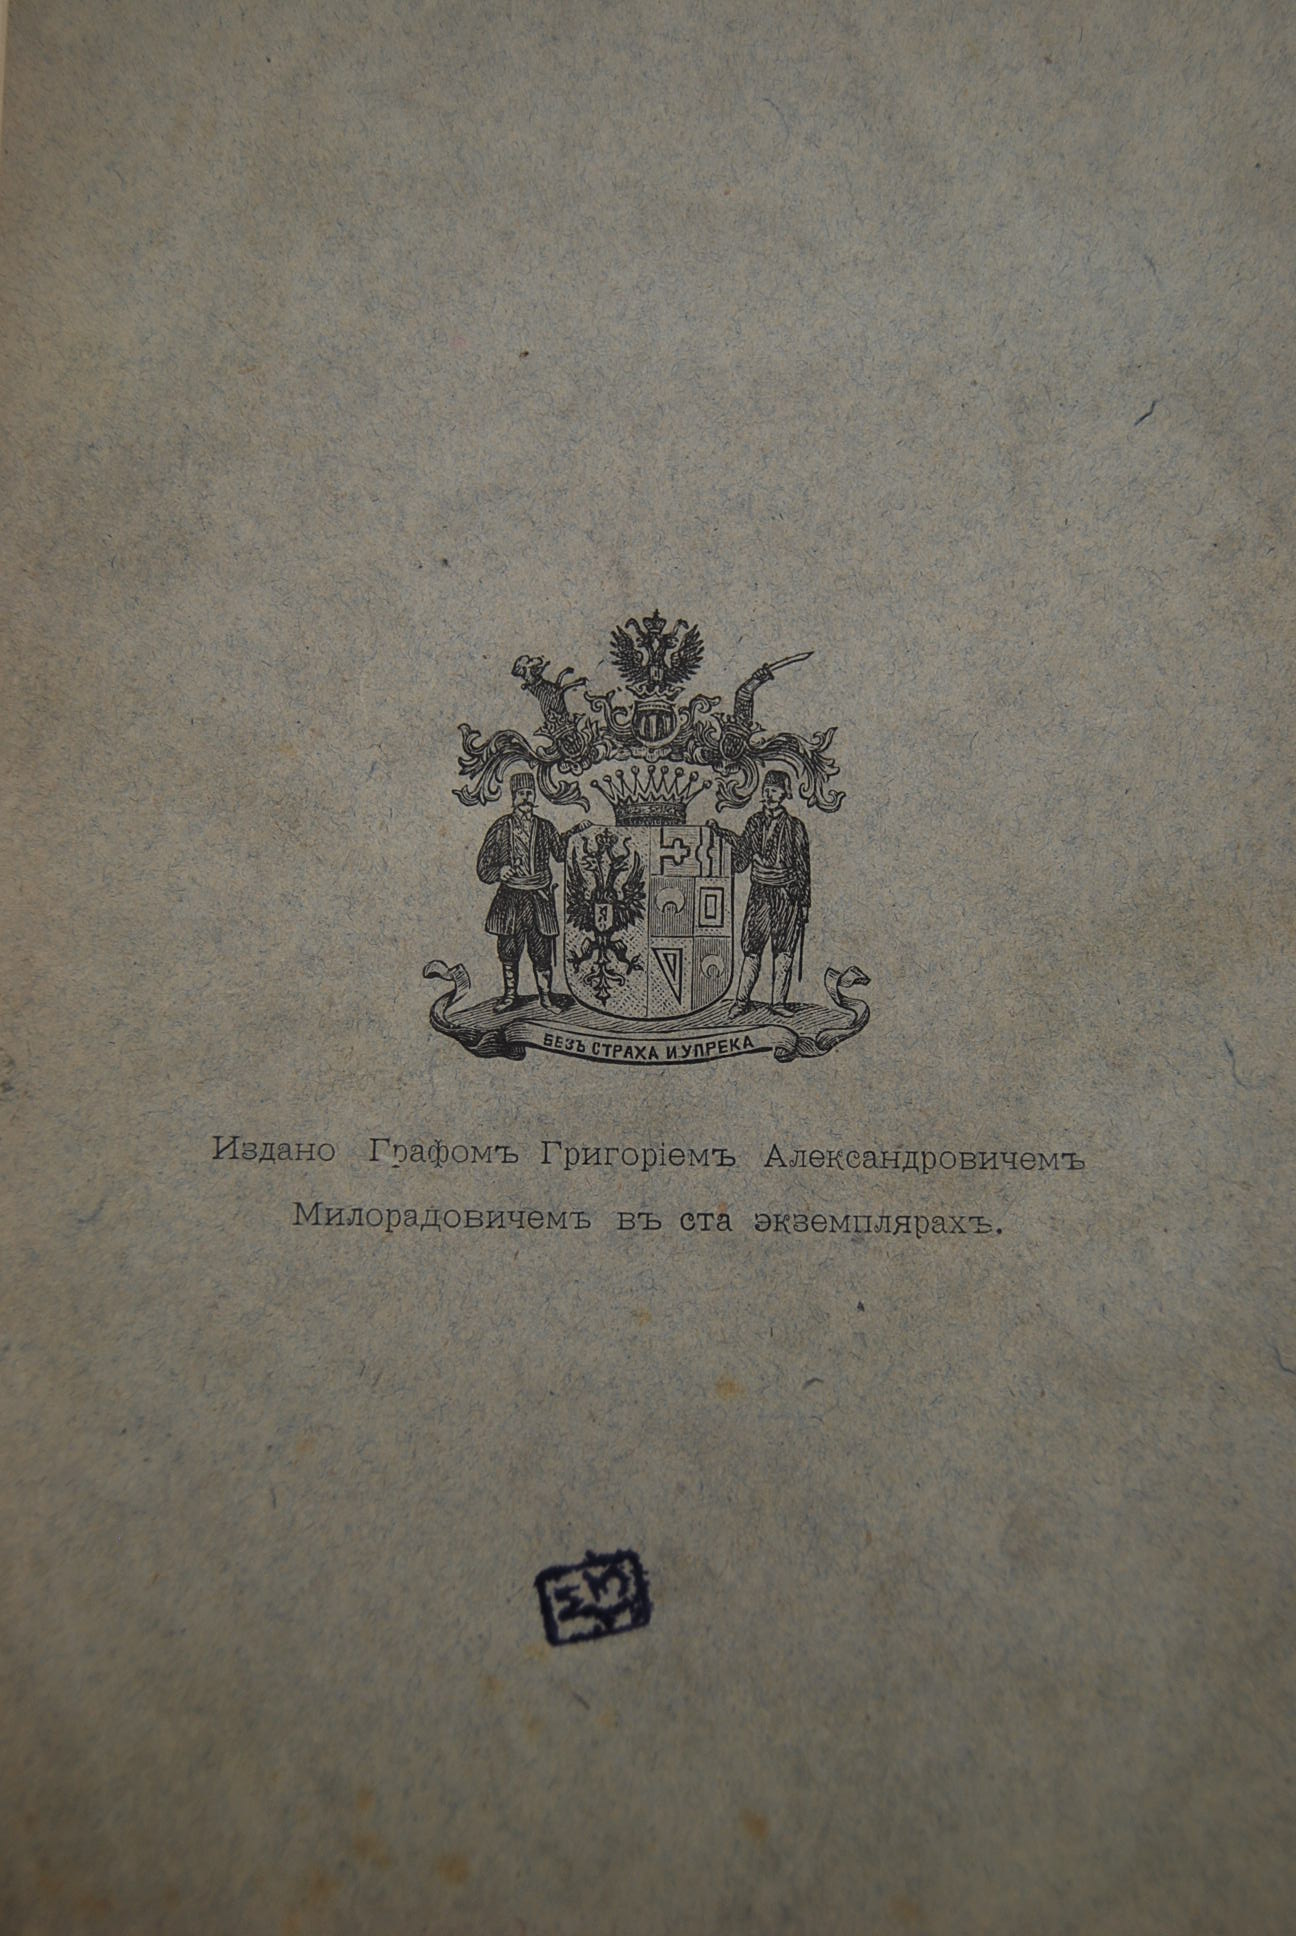 БЕЗЪ СТРАХА И УПРЕКА
Издано Графомъ Григоріемъ Александровичемъ
Милорадовичемъ въ ста экземплярахъ.